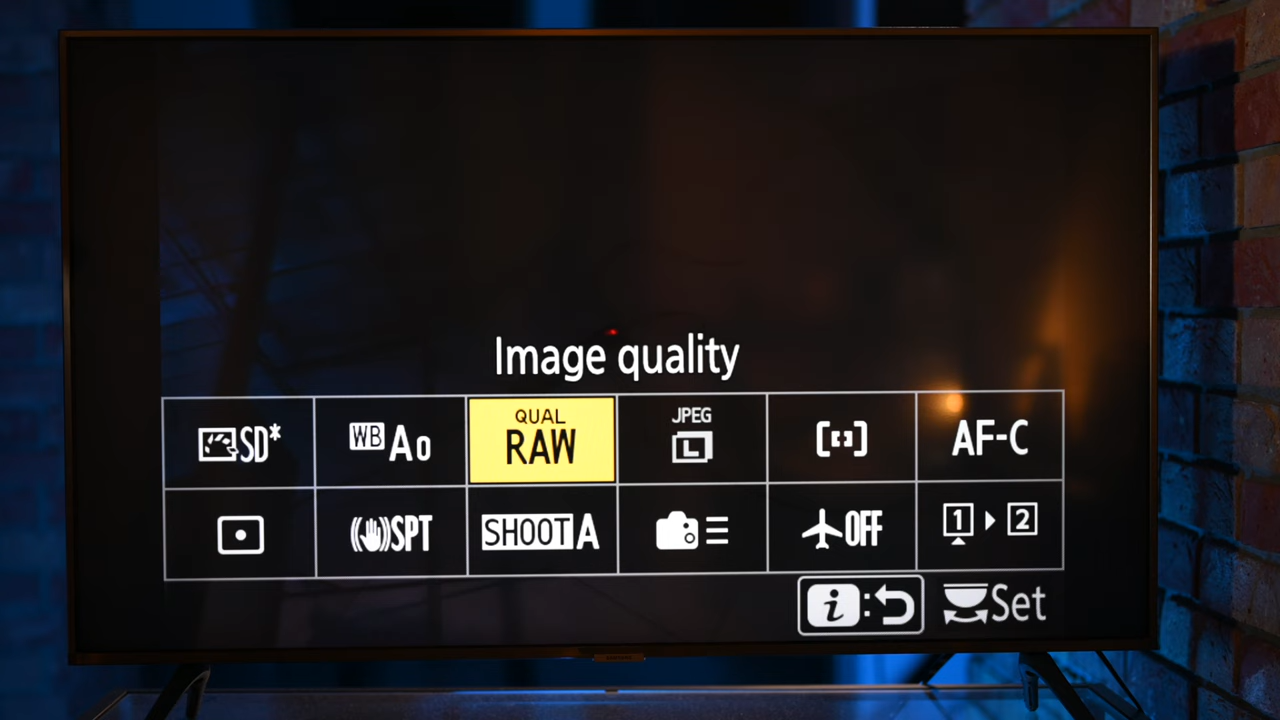 Image quality
SD*
WB A0
QUAL
RAW
JPEG
L
AF-C
SPT
SHOOT A
OFF
1 2
i : Set